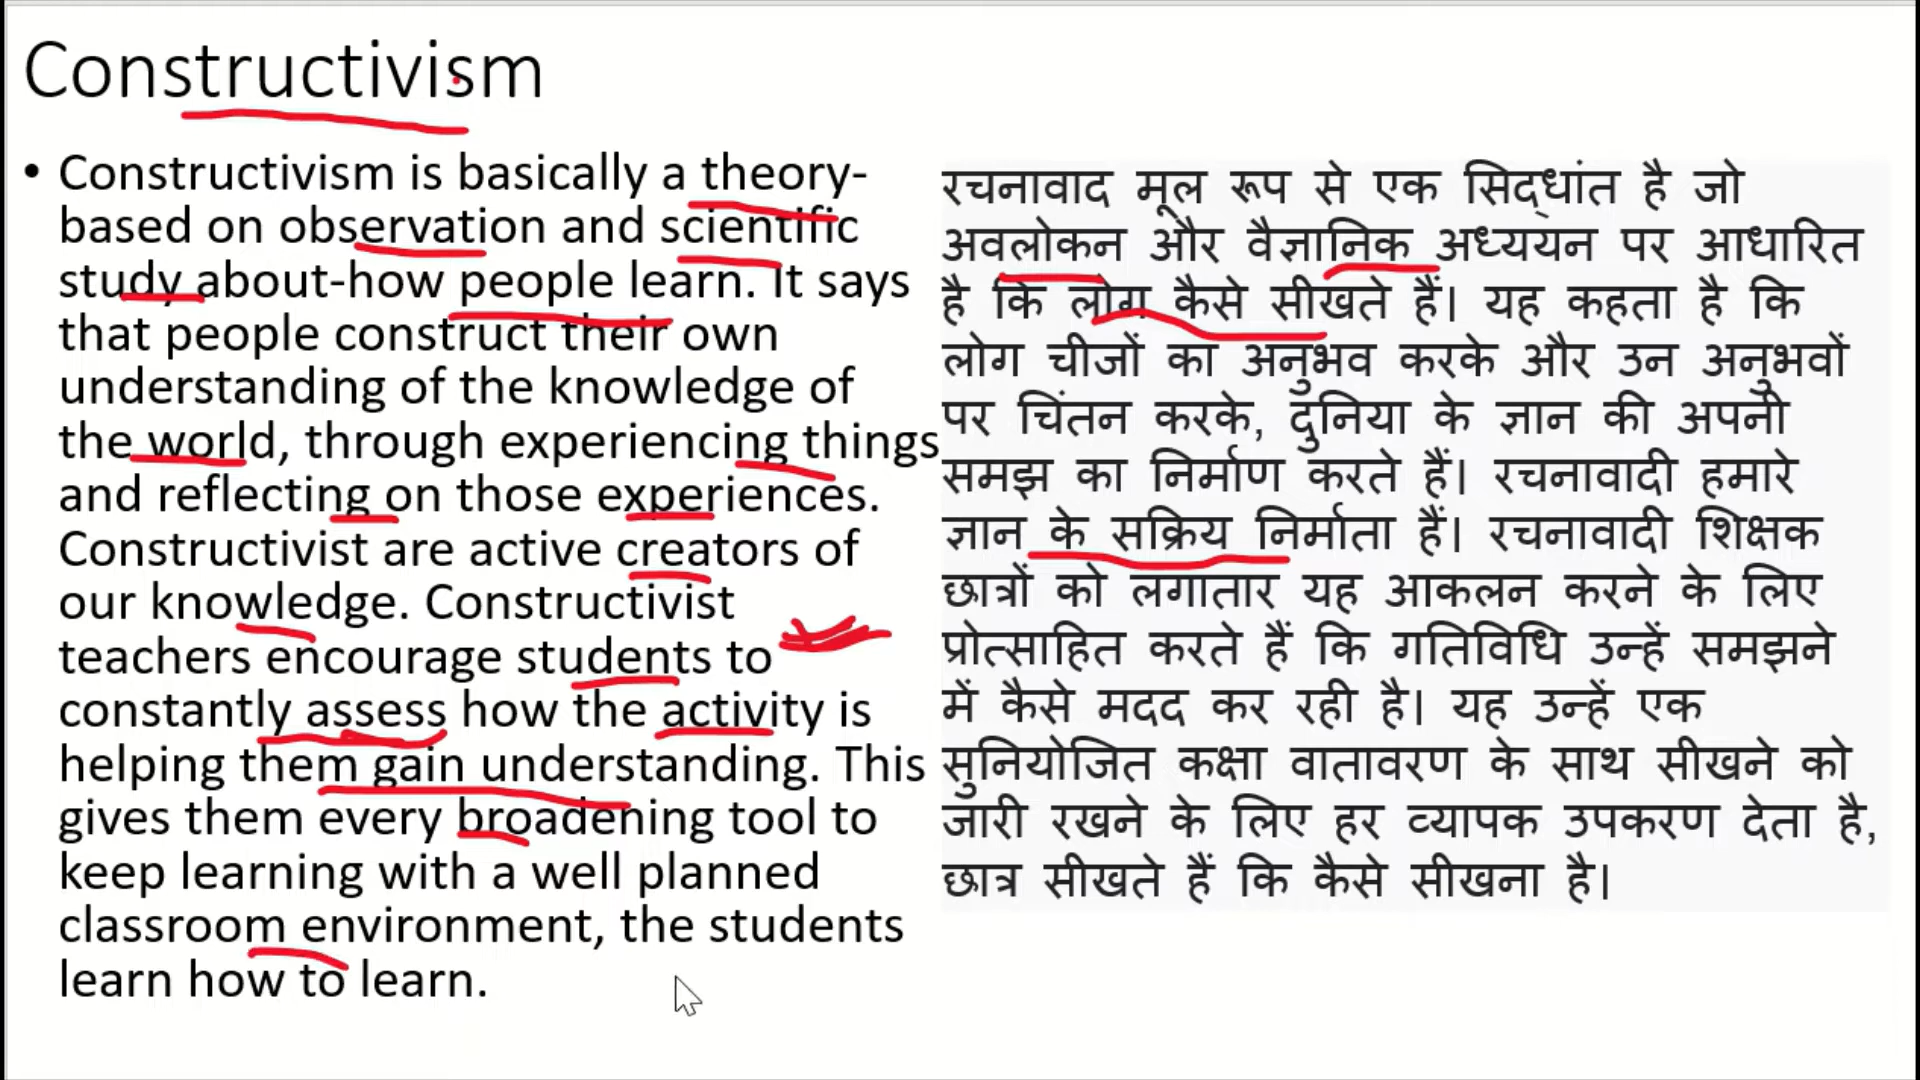 Constructivism
• Constructivism is basically a theory-
based on observation and scientific
study about-how people learn. It says
that people construct their own
understanding of the knowledge of
the world, through experiencing things
and reflecting on those experiences.
Constructivist are active creators of
our knowledge. Constructivist
teachers encourage students to
constantly assess how the activity is
helping them gain understanding. This
gives them every broadening tool to
keep learning with a well planned
classroom environment, the students
learn how to learn.
रचनावाद मूल रूप से एक सिद्धांत है जो
अवलोकन और वैज्ञानिक अध्ययन पर आधारित
है कि लोग कैसे सीखते हैं। यह कहता है कि
लोग चीजों का अनुभव करके और उन अनुभवों
पर चिंतन करके, दुनिया के ज्ञान की अपनी
समझ का निर्माण करते हैं। रचनावादी हमारे
ज्ञान के सक्रिय निर्माता हैं। रचनावादी शिक्षक
छात्रों को लगातार यह आकलन करने के लिए
प्रोत्साहित करते हैं कि गतिविधि उन्हें समझने
में कैसे मदद कर रही है। यह उन्हें एक
सुनियोजित कक्षा वातावरण के साथ सीखने को
जारी रखने के लिए हर व्यापक उपकरण देता है,
छात्र सीखते हैं कि कैसे सीखना है।